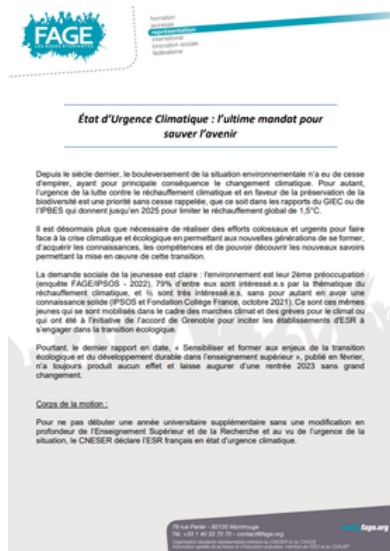 FAGE
LES ASSOS ÉTUDIANTES
formation
jeunesse
représentation
international
innovation sociale
fédéralisme
État d'Urgence Climatique : l'ultime mandat pour
sauver l'avenir
Depuis le siècle dernier, le bouleversement de la situation environnementale n'a eu de cesse
d'empirer, ayant pour principale conséquence le changement climatique. Pour autant,
l'urgence de la lutte contre le réchauffement climatique et en faveur de la préservation de la
biodiversité est une priorité sans cesse rappelée, que ce soit dans les rapports du GIEC ou de
l'IPBES qui donnent jusqu'en 2025 pour limiter le réchauffement global de 1,5°C.
Il est désormais plus que nécessaire de réaliser des efforts colossaux et urgents pour faire
face à la crise climatique et écologique en permettant aux nouvelles générations de se former,
d'acquérir les connaissances, les compétences et de pouvoir découvrir les nouveaux savoirs
permettant la mise en œuvre de cette transition.
La demande sociale de la jeunesse est claire : l'environnement est leur 2ème préoccupation
(enquête FAGE/IPSOS - 2022), 79% d'entre eux sont intéressé.e.s par la thématique du
réchauffement climatique, et sont très intéressé.e.s, sans pour autant en avoir une
connaissance solide (IPSOS et Fondation Collège France, octobre 2021). Ce sont ces mêmes
jeunes qui se sont mobilisés dans le cadre des marches climat et des grèves pour le climat ou
qui ont été à l'initiative de l'accord de Grenoble pour inciter les établissements d'ESR à
s'engager dans la transition écologique.
Pourtant, le dernier rapport en date, « Sensibiliser et former aux enjeux de la transition
écologique et du développement durable dans l'enseignement supérieur », publié en février,
n'a toujours produit aucun effet et laisse augurer d'une rentrée 2023 sans grand
changement.
Corps de la motion :
Pour ne pas débuter une année universitaire supplémentaire sans une modification en
profondeur de l'Enseignement Supérieur et de la Recherche et au vu de l'urgence de la
situation, le CNESER déclare l'ESR français en état d'urgence climatique.
79 rue Perier - 92120 Montrouge
Tél. +33 1 40 33 70 70 - contact@fage.org
fage.org